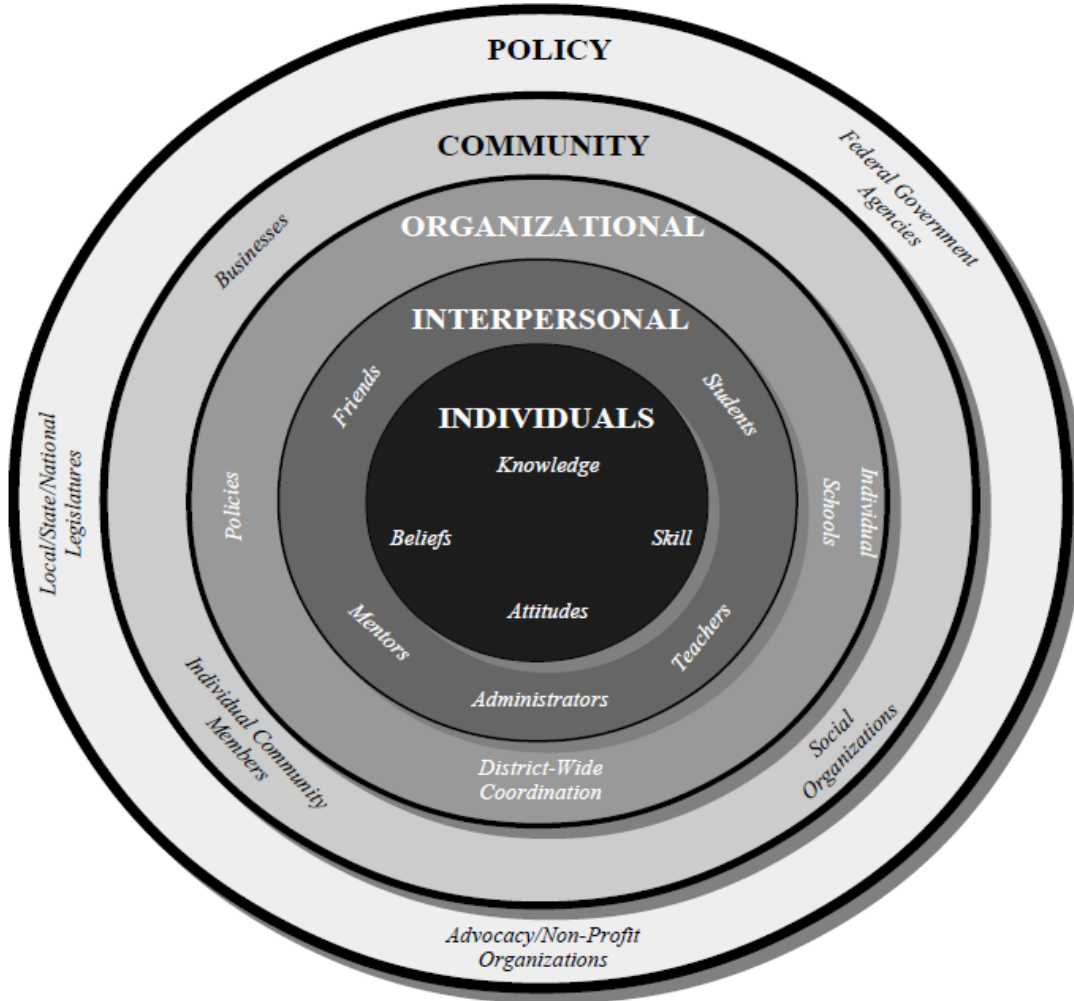 POLICY
Federal Government
Agencies
COMMUNITY
Businesses
ORGANIZATIONAL
INTERPERSONAL
Friends
Students
INDIVIDUALS
Knowledge
Local/State/National
Legislatures
Policies
Individual
Schools
Beliefs
Skill
Attitudes
Mentors
Teachers
Administrators
Individual Community
Members
Social
Organizations
District-Wide
Coordination
Advocacy/Non-Profit
Organizations